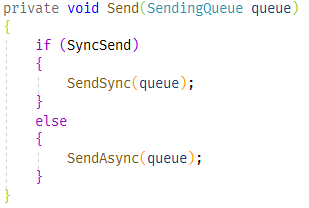 private void Send(SendingQueue queue)
{
    if (SyncSend)
    {
        SendSync(queue);
    }
    else
    {
        SendAsync(queue);
    }
}